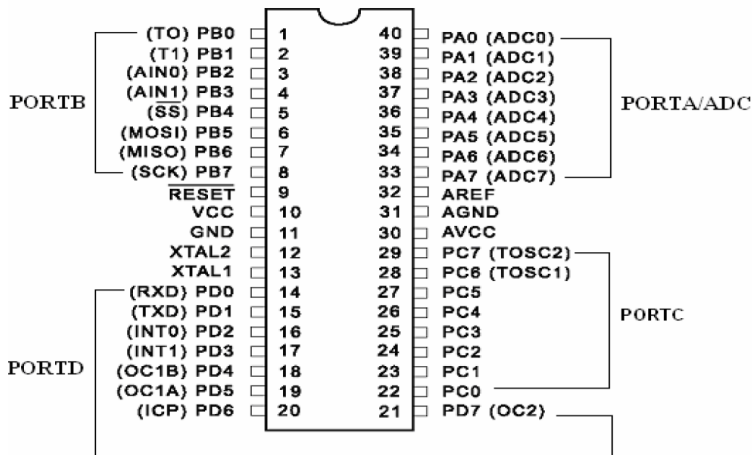 (TO) PB0 1 40 PA0 (ADC0)
(T1) PB1 2 39 PA1 (ADC1)
(AIN0) PB2 3 38 PA2 (ADC2)
(AIN1) PB3 4 37 PA3 (ADC3)
PORTB PORTA/ADC
(SS) PB4 5 36 PA4 (ADC4)
(MOSI) PB5 6 35 PA5 (ADC5)
(MISO) PB6 7 34 PA6 (ADC6)
(SCK) PB7 8 33 PA7 (ADC7)
RESET 9 32 AREF
VCC 10 31 AGND
GND 11 30 AVCC
XTAL2 12 29 PC7 (TOSC2)
XTAL1 13 28 PC6 (TOSC1)
(RXD) PD0 14 27 PC5
(TXD) PD1 15 26 PC4 PORTC
(INT0) PD2 16 25 PC3
(INT1) PD3 17 24 PC2
PORTD
(OC1B) PD4 18 23 PC1
(OC1A) PD5 19 22 PC0
(ICP) PD6 20 21 PD7 (OC2)